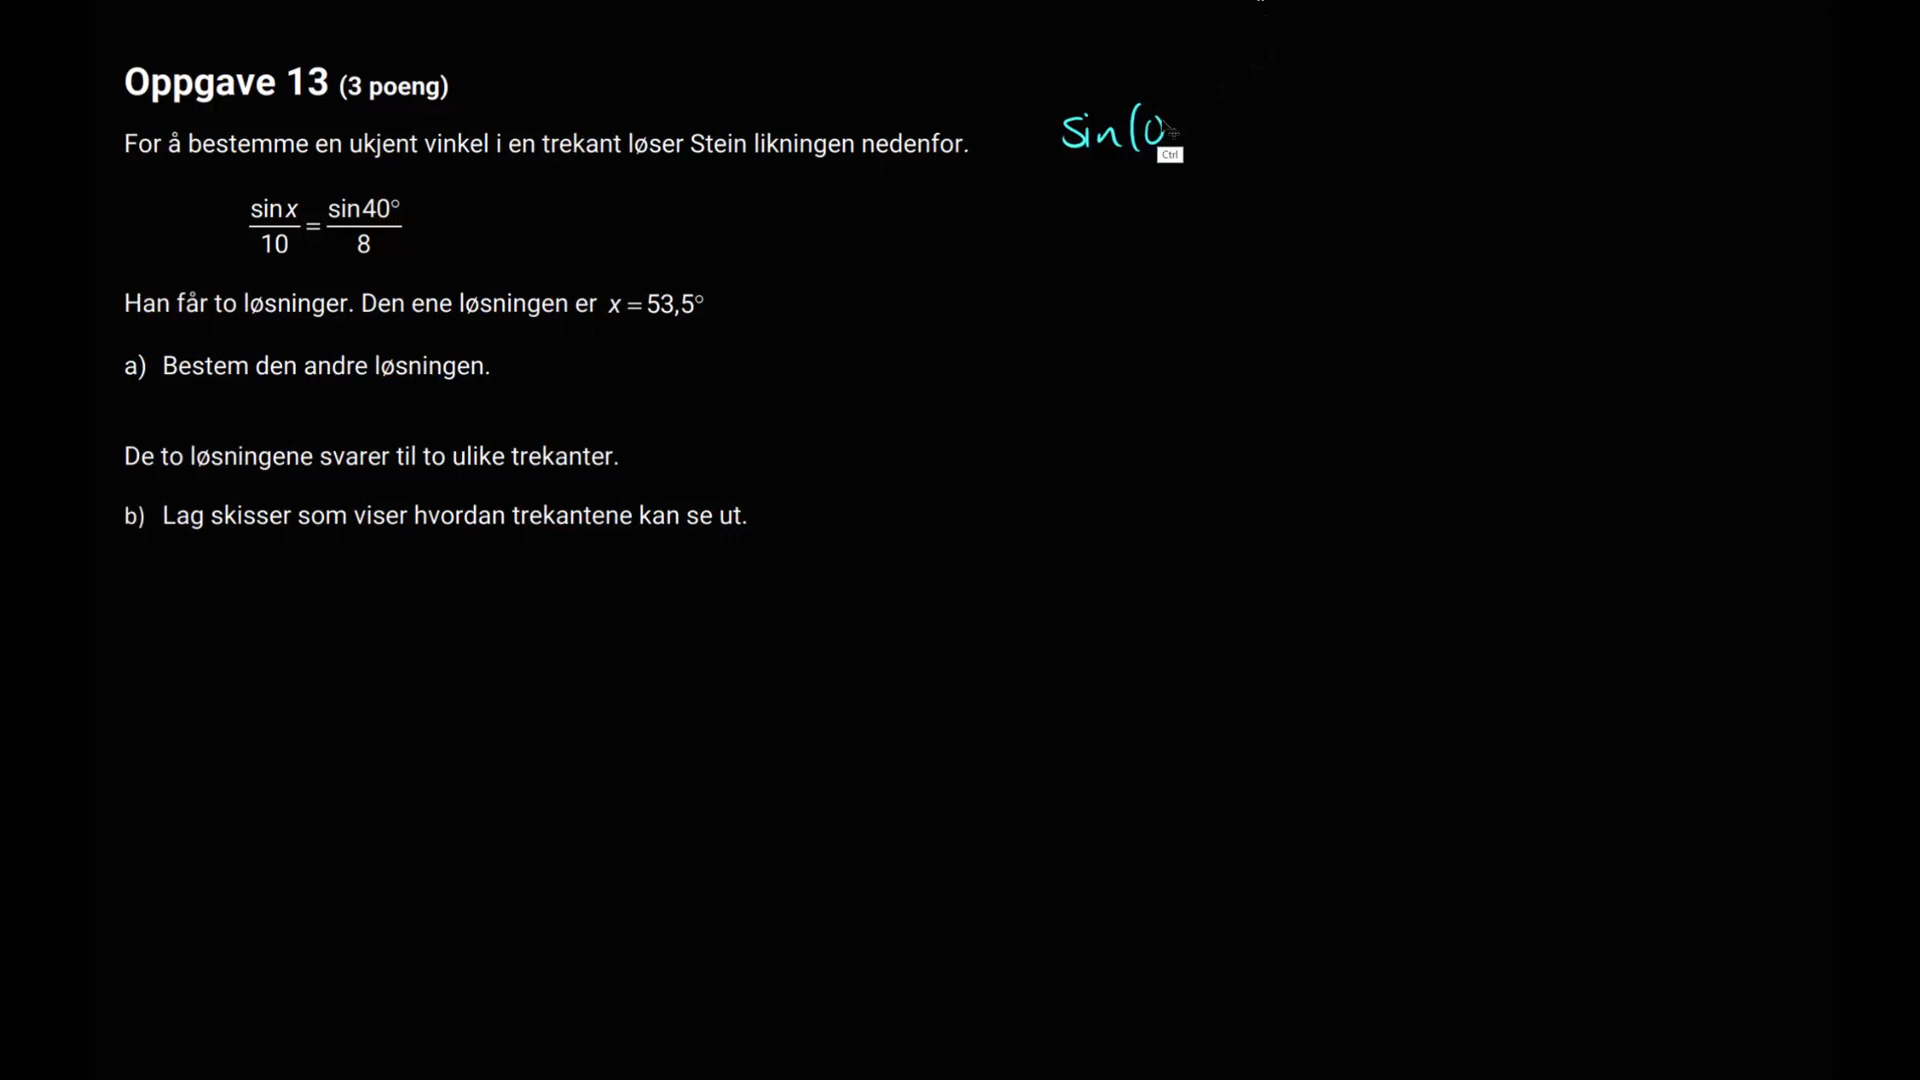 Oppgave 13 (3 poeng)
For å bestemme en ukjent vinkel i en trekant løser Stein likningen nedenfor.
sin(0
Ctrl
sin x / 10 = sin 40° / 8
Han får to løsninger. Den ene løsningen er x = 53,5°
a) Bestem den andre løsningen.
De to løsningene svarer til to ulike trekanter.
b) Lag skisser som viser hvordan trekantene kan se ut.